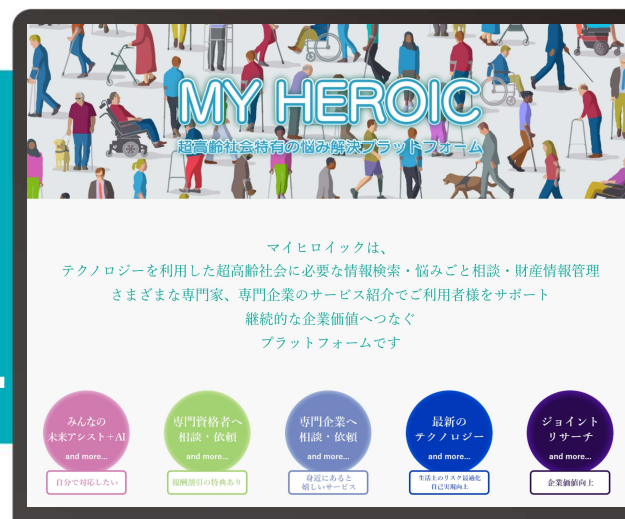 MY HEROIC
超高齢社会特有の悩み解決プラットフォーム
マイヒロイックは、
テクノロジーを利用した超高齢社会に必要な情報検索・悩みごと相談・財産情報管理
さまざまな専門家、専門企業のサービス紹介でご利用者様をサポート
継続的な企業価値へつなぐ
プラットフォームです
みんなの
未来アシスト+AI
and more...
自分で対応したい
専門資格者へ
相談・依頼
and more...
報酬割引の特典あり
専門企業へ
相談・依頼
and more...
身近にあると
嬉しいサービス
最新の
テクノロジー
and more...
生活上のリスク最適化
自己実現向上
ジョイント
リサーチ
and more...
企業価値向上